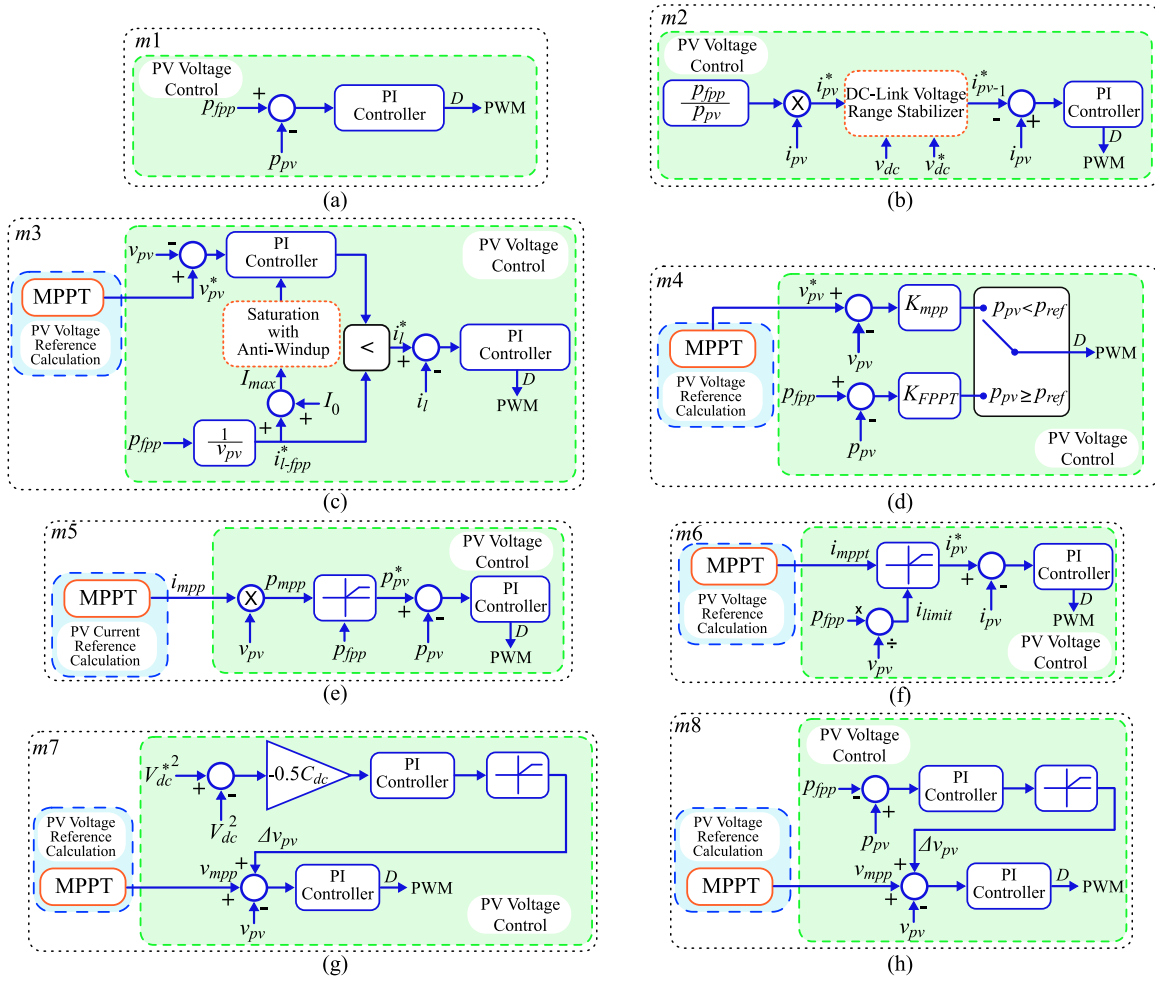 m1
PV Voltage
Control
p_fpp
+
-
p_pv
PI
Controller
D
PWM
(a)
m2
PV Voltage
Control
p_fpp
p_pv
X
i_pv
i*_pv
DC-Link Voltage
Range Stabilizer
v_dc
v*_dc
i*_pv-1
-
+
i_pv
PI
Controller
D
PWM
(b)
m3
PV Voltage
Control
v_pv
-
+
v*_pv
PI
Controller
MPPT
PV Voltage
Reference
Calculation
Saturation
with
Anti-Windup
I_max
I_0
+
+
p_fpp
1
v_pv
i*_l-fpp
<
i*_l
+
-
i_l
PI
Controller
D
PWM
(c)
m4
MPPT
PV Voltage
Reference
Calculation
v*_pv
+
-
v_pv
K_mpp
p_pv<p_ref
D
PWM
p_fpp
+
-
p_pv
K_FPPT
p_pv≥p_ref
PV Voltage
Control
(d)
m5
PV Voltage
Control
MPPT
PV Current
Reference
Calculation
i_mpp
X
v_pv
p_mpp
p_fpp
p*_pv
+
-
p_pv
PI
Controller
D
PWM
(e)
m6
MPPT
PV Voltage
Reference
Calculation
i_mppt
i*_pv
+
-
i_pv
PI
Controller
D
PWM
p_fpp
x
÷
v_pv
i_limit
PV Voltage
Control
(f)
m7
V*_dc^2
+
-
V_dc^2
-0.5C_dc
PI
Controller
PV Voltage
Reference
Calculation
MPPT
Δv_pv
v_mpp
+
+
-
v_pv
PI
Controller
D
PWM
PV Voltage
Control
(g)
m8
PV Voltage
Control
p_fpp
-
+
p_pv
PI
Controller
PV Voltage
Reference
Calculation
MPPT
Δv_pv
v_mpp
+
+
-
v_pv
PI
Controller
D
PWM
(h)